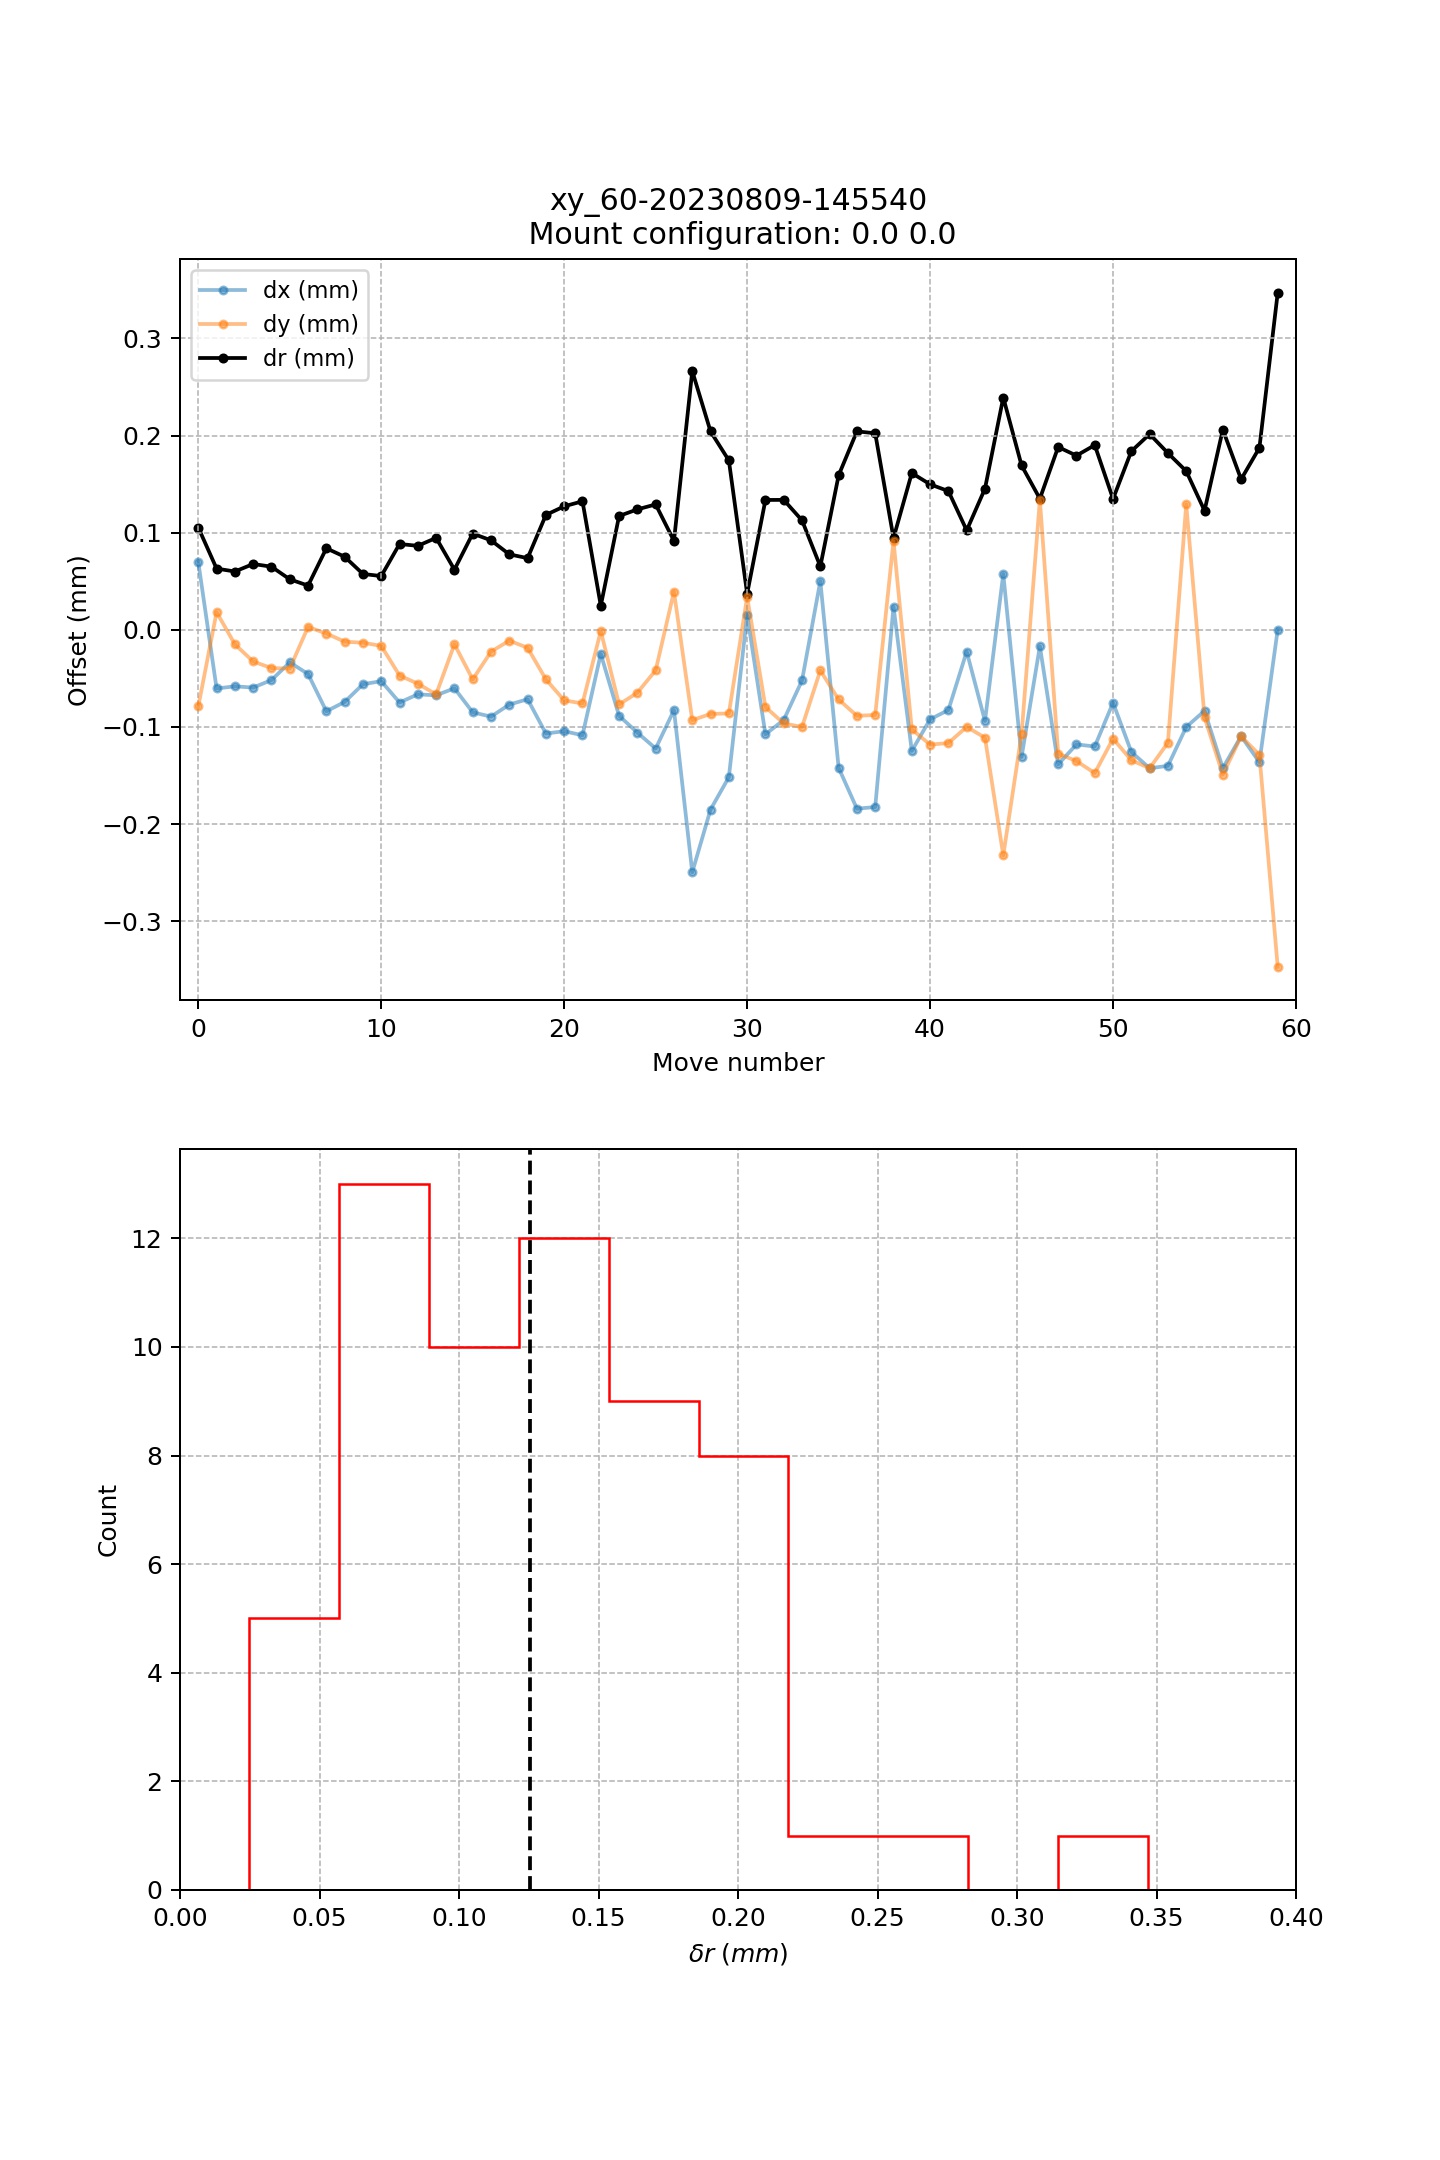 xy_60-20230809-145540
Mount configuration: 0.0 0.0
dx (mm)
dy (mm)
dr (mm)
0.3
0.2
0.1
0.0
−0.1
−0.2
−0.3
Offset (mm)
0 10 20 30 40 50 60
Move number
12
10
8
6
4
2
0
Count
0.00 0.05 0.10 0.15 0.20 0.25 0.30 0.35 0.40
δr (mm)